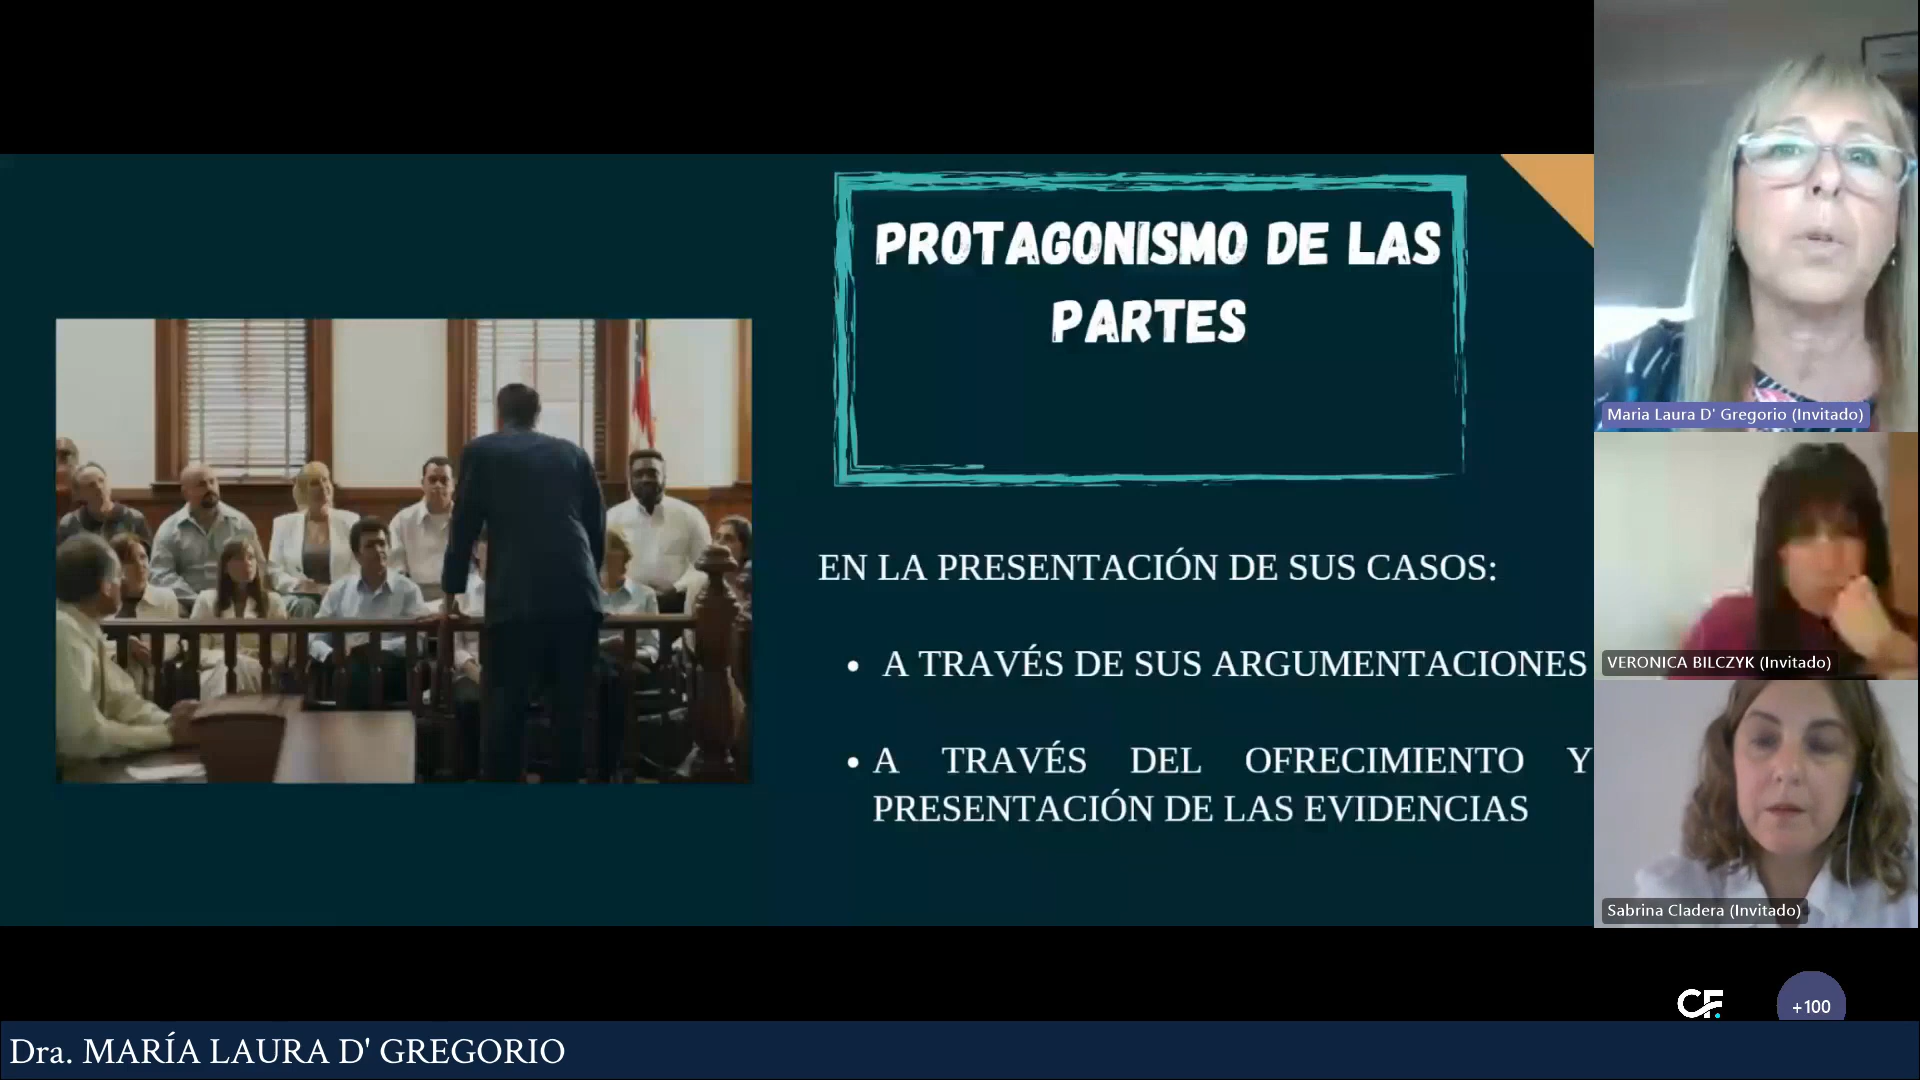 PROTAGONISMO DE LAS
PARTES
EN LA PRESENTACIÓN DE SUS CASOS:
• A TRAVÉS DE SUS ARGUMENTACIONES
• A TRAVÉS DEL OFRECIMIENTO Y
PRESENTACIÓN DE LAS EVIDENCIAS
Maria Laura D' Gregorio (Invitado)
VERONICA BILCZYK (Invitado)
Sabrina Cladera (Invitado)
CF.
+100
Dra. MARÍA LAURA D' GREGORIO